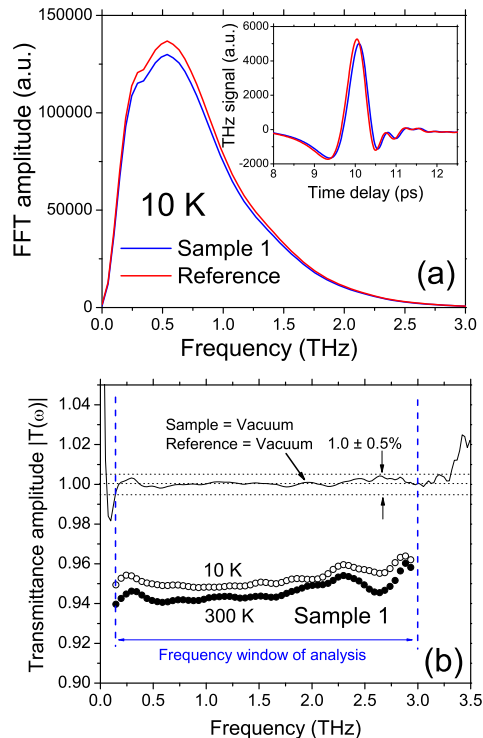 150000
100000
50000
0
FFT amplitude (a.u.)
0.0 0.5 1.0 1.5 2.0 2.5 3.0
Frequency (THz)
10 K
Sample 1
Reference
(a)
6000
4000
2000
0
-2000
THz signal (a.u.)
8 9 10 11 12
Time delay (ps)
1.04
1.02
1.00
0.98
0.96
0.94
0.92
0.90
Transmittance amplitude |T(ω)|
Sample = Vacuum
Reference = Vacuum
1.0 ± 0.5%
10 K
300 K
Sample 1
Frequency window of analysis
(b)
0.0 0.5 1.0 1.5 2.0 2.5 3.0 3.5
Frequency (THz)